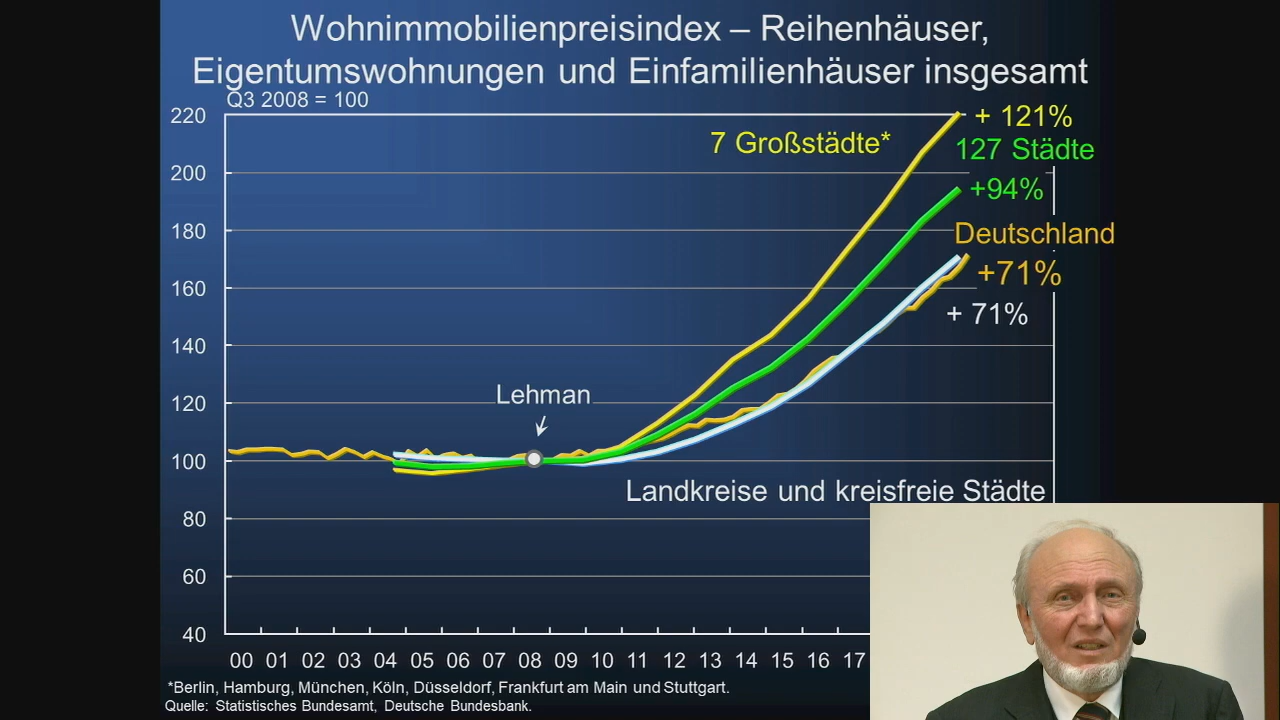 Wohnimmobilienpreisindex – Reihenhäuser,
Eigentumswohnungen und Einfamilienhäuser insgesamt
Q3 2008 = 100
220
200
180
160
140
120
100
80
60
40
7 Großstädte*
+ 121%
127 Städte
+94%
Deutschland
+71%
+ 71%
Lehman
Landkreise und kreisfreie Städte
00 01 02 03 04 05 06 07 08 09 10 11 12 13 14 15 16 17
*Berlin, Hamburg, München, Köln, Düsseldorf, Frankfurt am Main und Stuttgart.
Quelle: Statistisches Bundesamt, Deutsche Bundesbank.